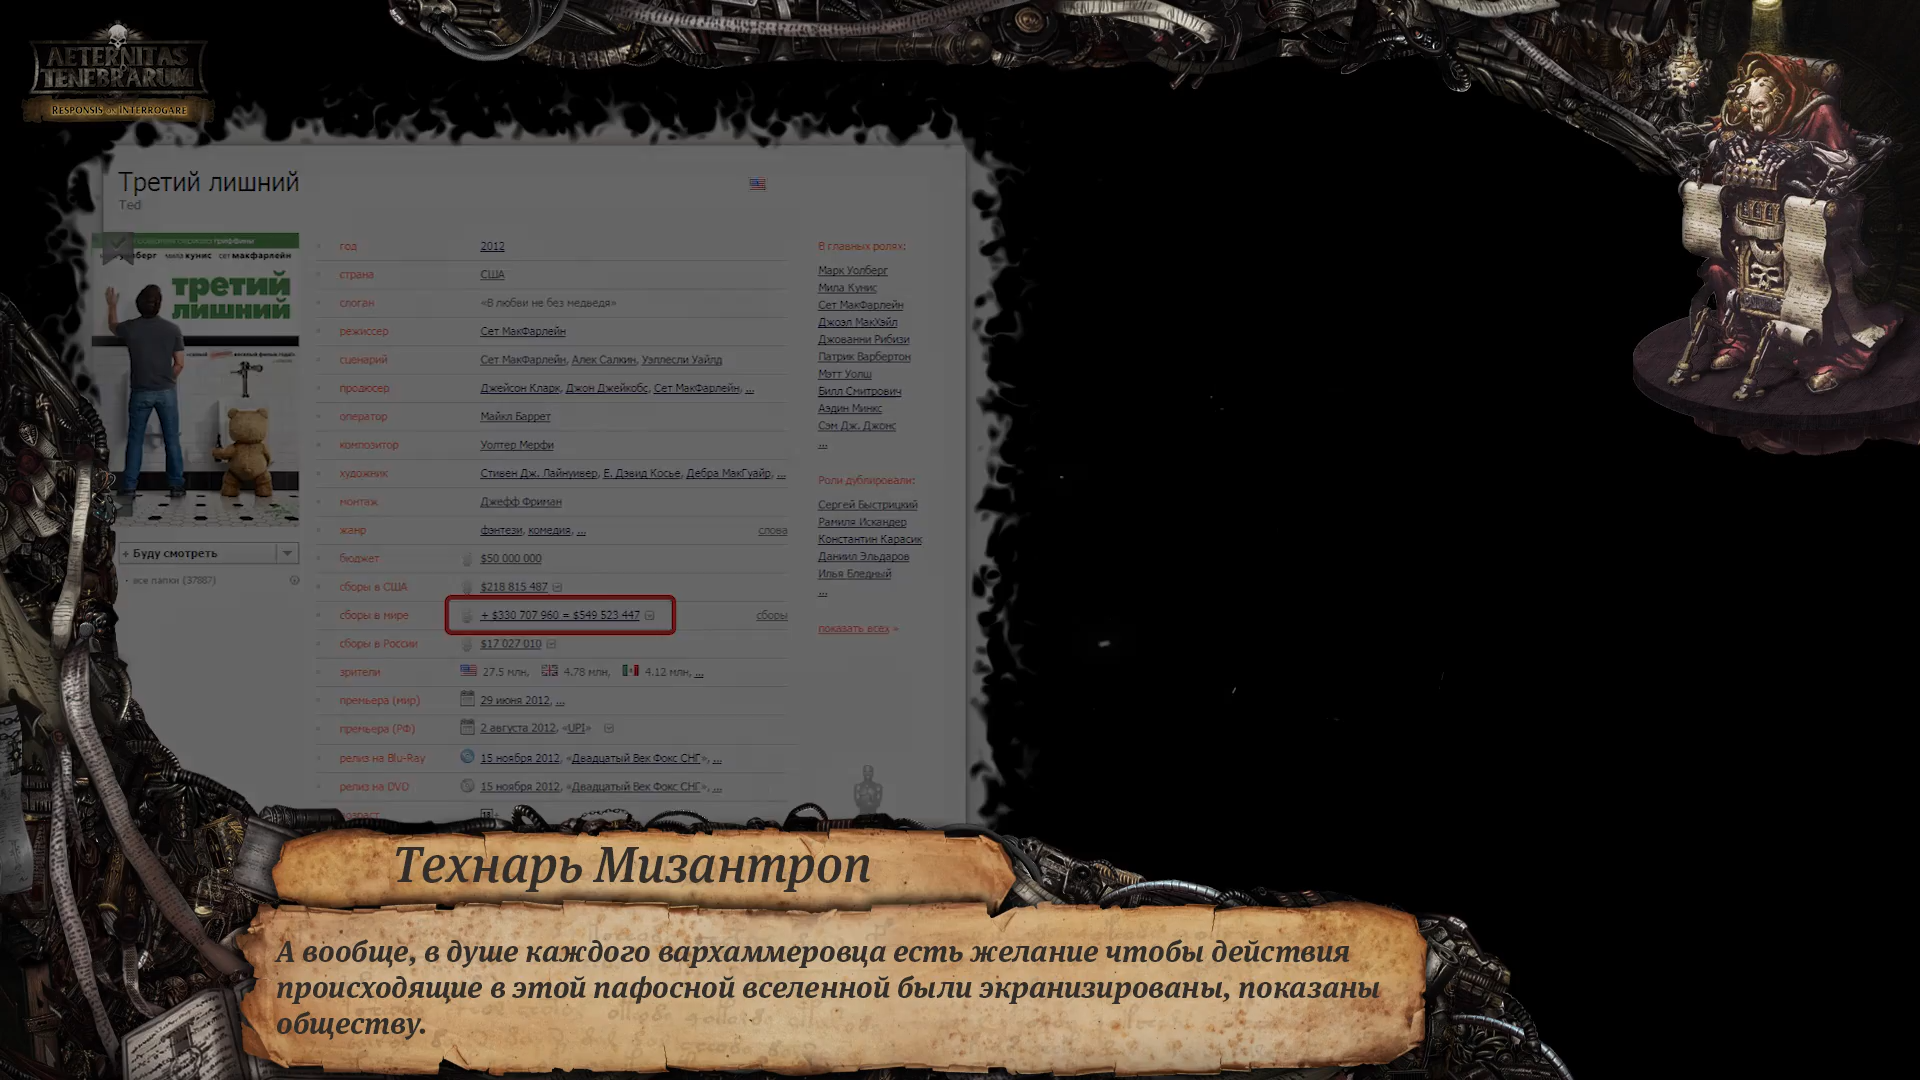 AETERNITAS
TENEBRARUM
RESPONSIS INTERROGARE
Третий лишний
Ted
мила кунис сет макфарлейн
третий
лишний
+ Буду смотреть
все папки (37887)
год 2012
страна США
слоган «В любви не без медведя»
режиссер Сет МакФарлейн
сценарий Сет МакФарлейн, Алек Салкин, Уэллесли Уайлд
продюсер Джейсон Кларк, Джон Джейкобс, Сет МакФарлейн, ...
оператор Майкл Баррет
композитор Уолтер Мерфи
художник Стивен Дж. Лайнуивер, Е. Дэвид Косье, Дебра МакГуайр, ...
монтаж Джефф Фриман
жанр фэнтези, комедия, ... слова
бюджет $50 000 000
сборы в США $218 815 487
сборы в мире + $330 707 960 = $549 523 447 сборы
сборы в России $17 027 010
зрители 27.5 млн, 4.78 млн, 4.12 млн, ...
премьера (мир) 29 июня 2012, ...
премьера (РФ) 2 августа 2012, «UPI»
релиз на Blu-Ray 15 ноября 2012, «Двадцатый Век Фокс СНГ», ...
релиз на DVD 15 ноября 2012, «Двадцатый Век Фокс СНГ», ...
В главных ролях:
Марк Уолберг
Мила Кунис
Сет МакФарлейн
Джоэл МакХэйл
Джованни Рибизи
Патрик Варбертон
Мэтт Уолш
Билл Смитрович
Аэдин Минкс
Сэм Дж. Джонс
...
Роли дублировали:
Сергей Быстрицкий
Рамиля Искандер
Константин Карасик
Даниил Эльдаров
Илья Бледный
...
показать всех »
Технарь Мизантроп
А вообще, в душе каждого вархаммеровца есть желание чтобы действия
происходящие в этой пафосной вселенной были экранизированы, показаны
обществу.